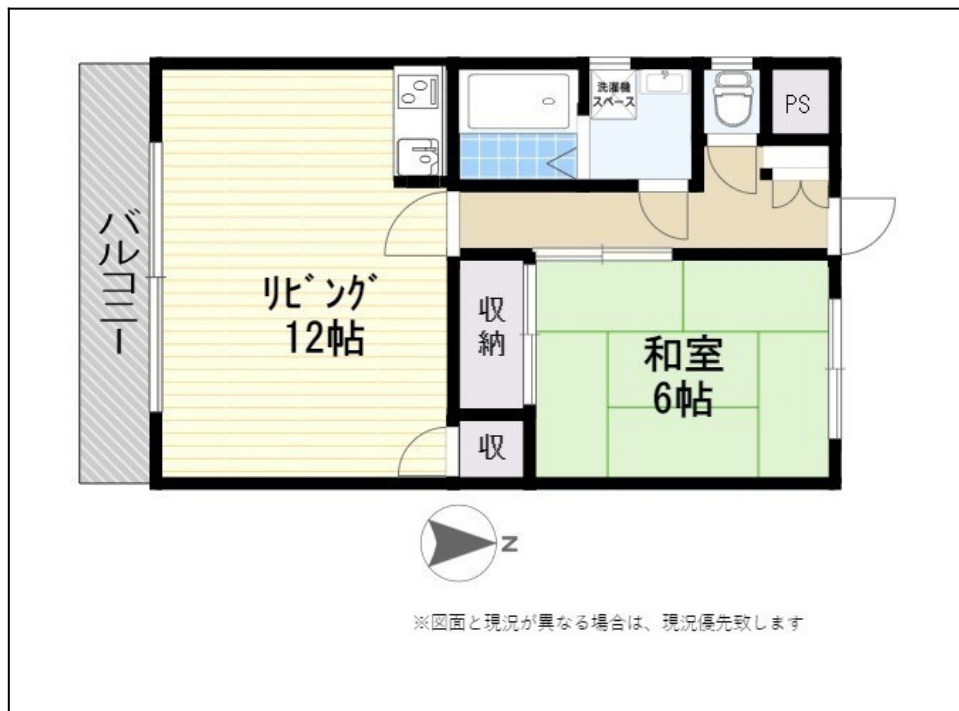 洗濯機
スペース
PS
バルコニー
リビング
12帖
収納
和室
6帖
収
N
※図面と現況が異なる場合は、現況優先致します